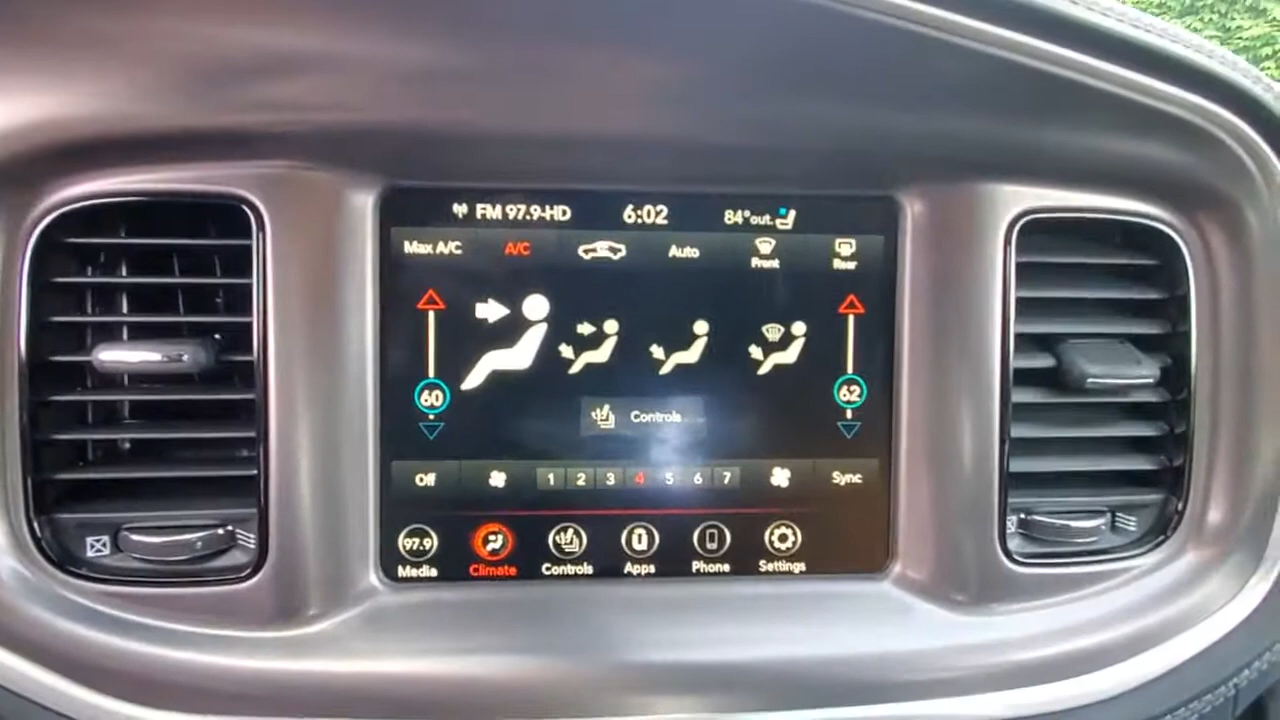 FM 97.9-HD 6:02 84°out.
Max A/C A/C Auto Front Rear
60 62
Controls
Off 1 2 3 4 5 6 7 Sync
97.9
Media Climate Controls Apps Phone Settings